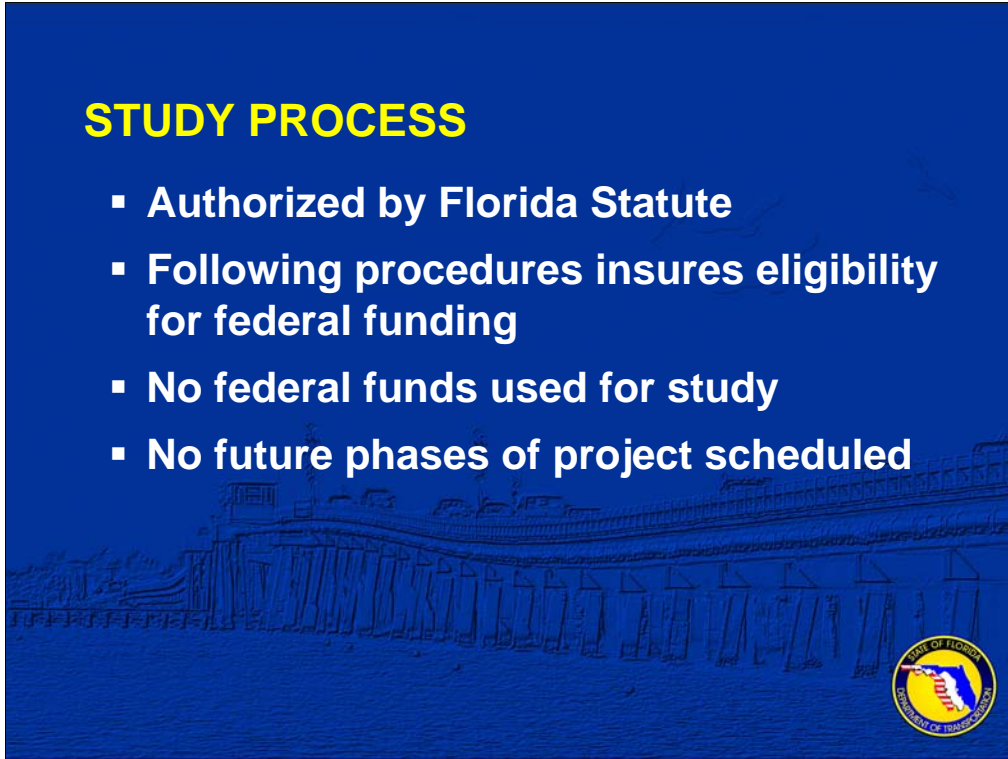 STUDY PROCESS
▪ Authorized by Florida Statute
▪ Following procedures insures eligibility
for federal funding
▪ No federal funds used for study
▪ No future phases of project scheduled
STATE OF FLORIDA
DEPARTMENT OF TRANSPORTATION